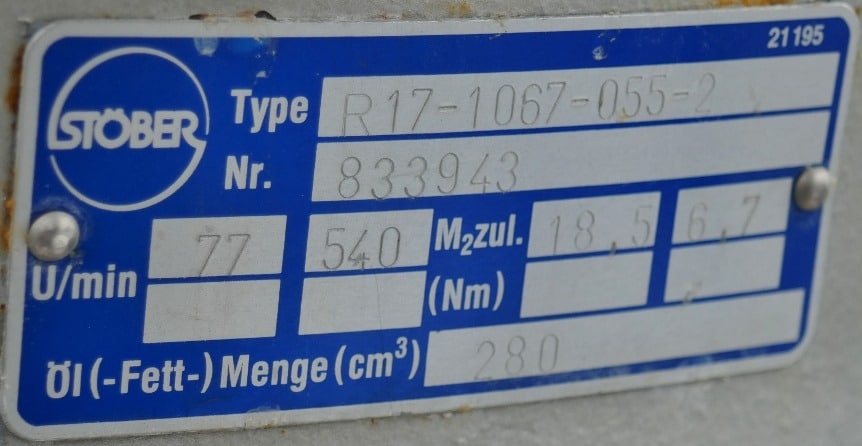 21195
STÖBER
Type R17-1067-055-2
Nr. 833943
U/min 77 540 M₂zul. (Nm) 18,5 6,7
Öl (-Fett-) Menge (cm³) 280